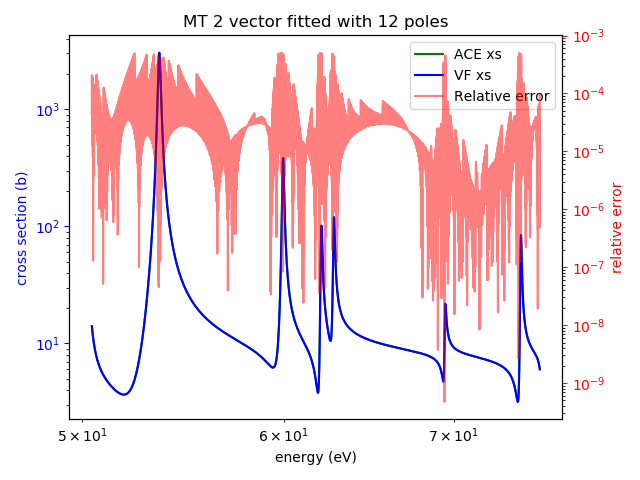 MT 2 vector fitted with 12 poles
ACE xs
VF xs
Relative error
cross section (b)
10³
10²
10¹
10⁻³
10⁻⁴
10⁻⁵
10⁻⁶
10⁻⁷
10⁻⁸
10⁻⁹
relative error
5 × 10¹
6 × 10¹
7 × 10¹
energy (eV)